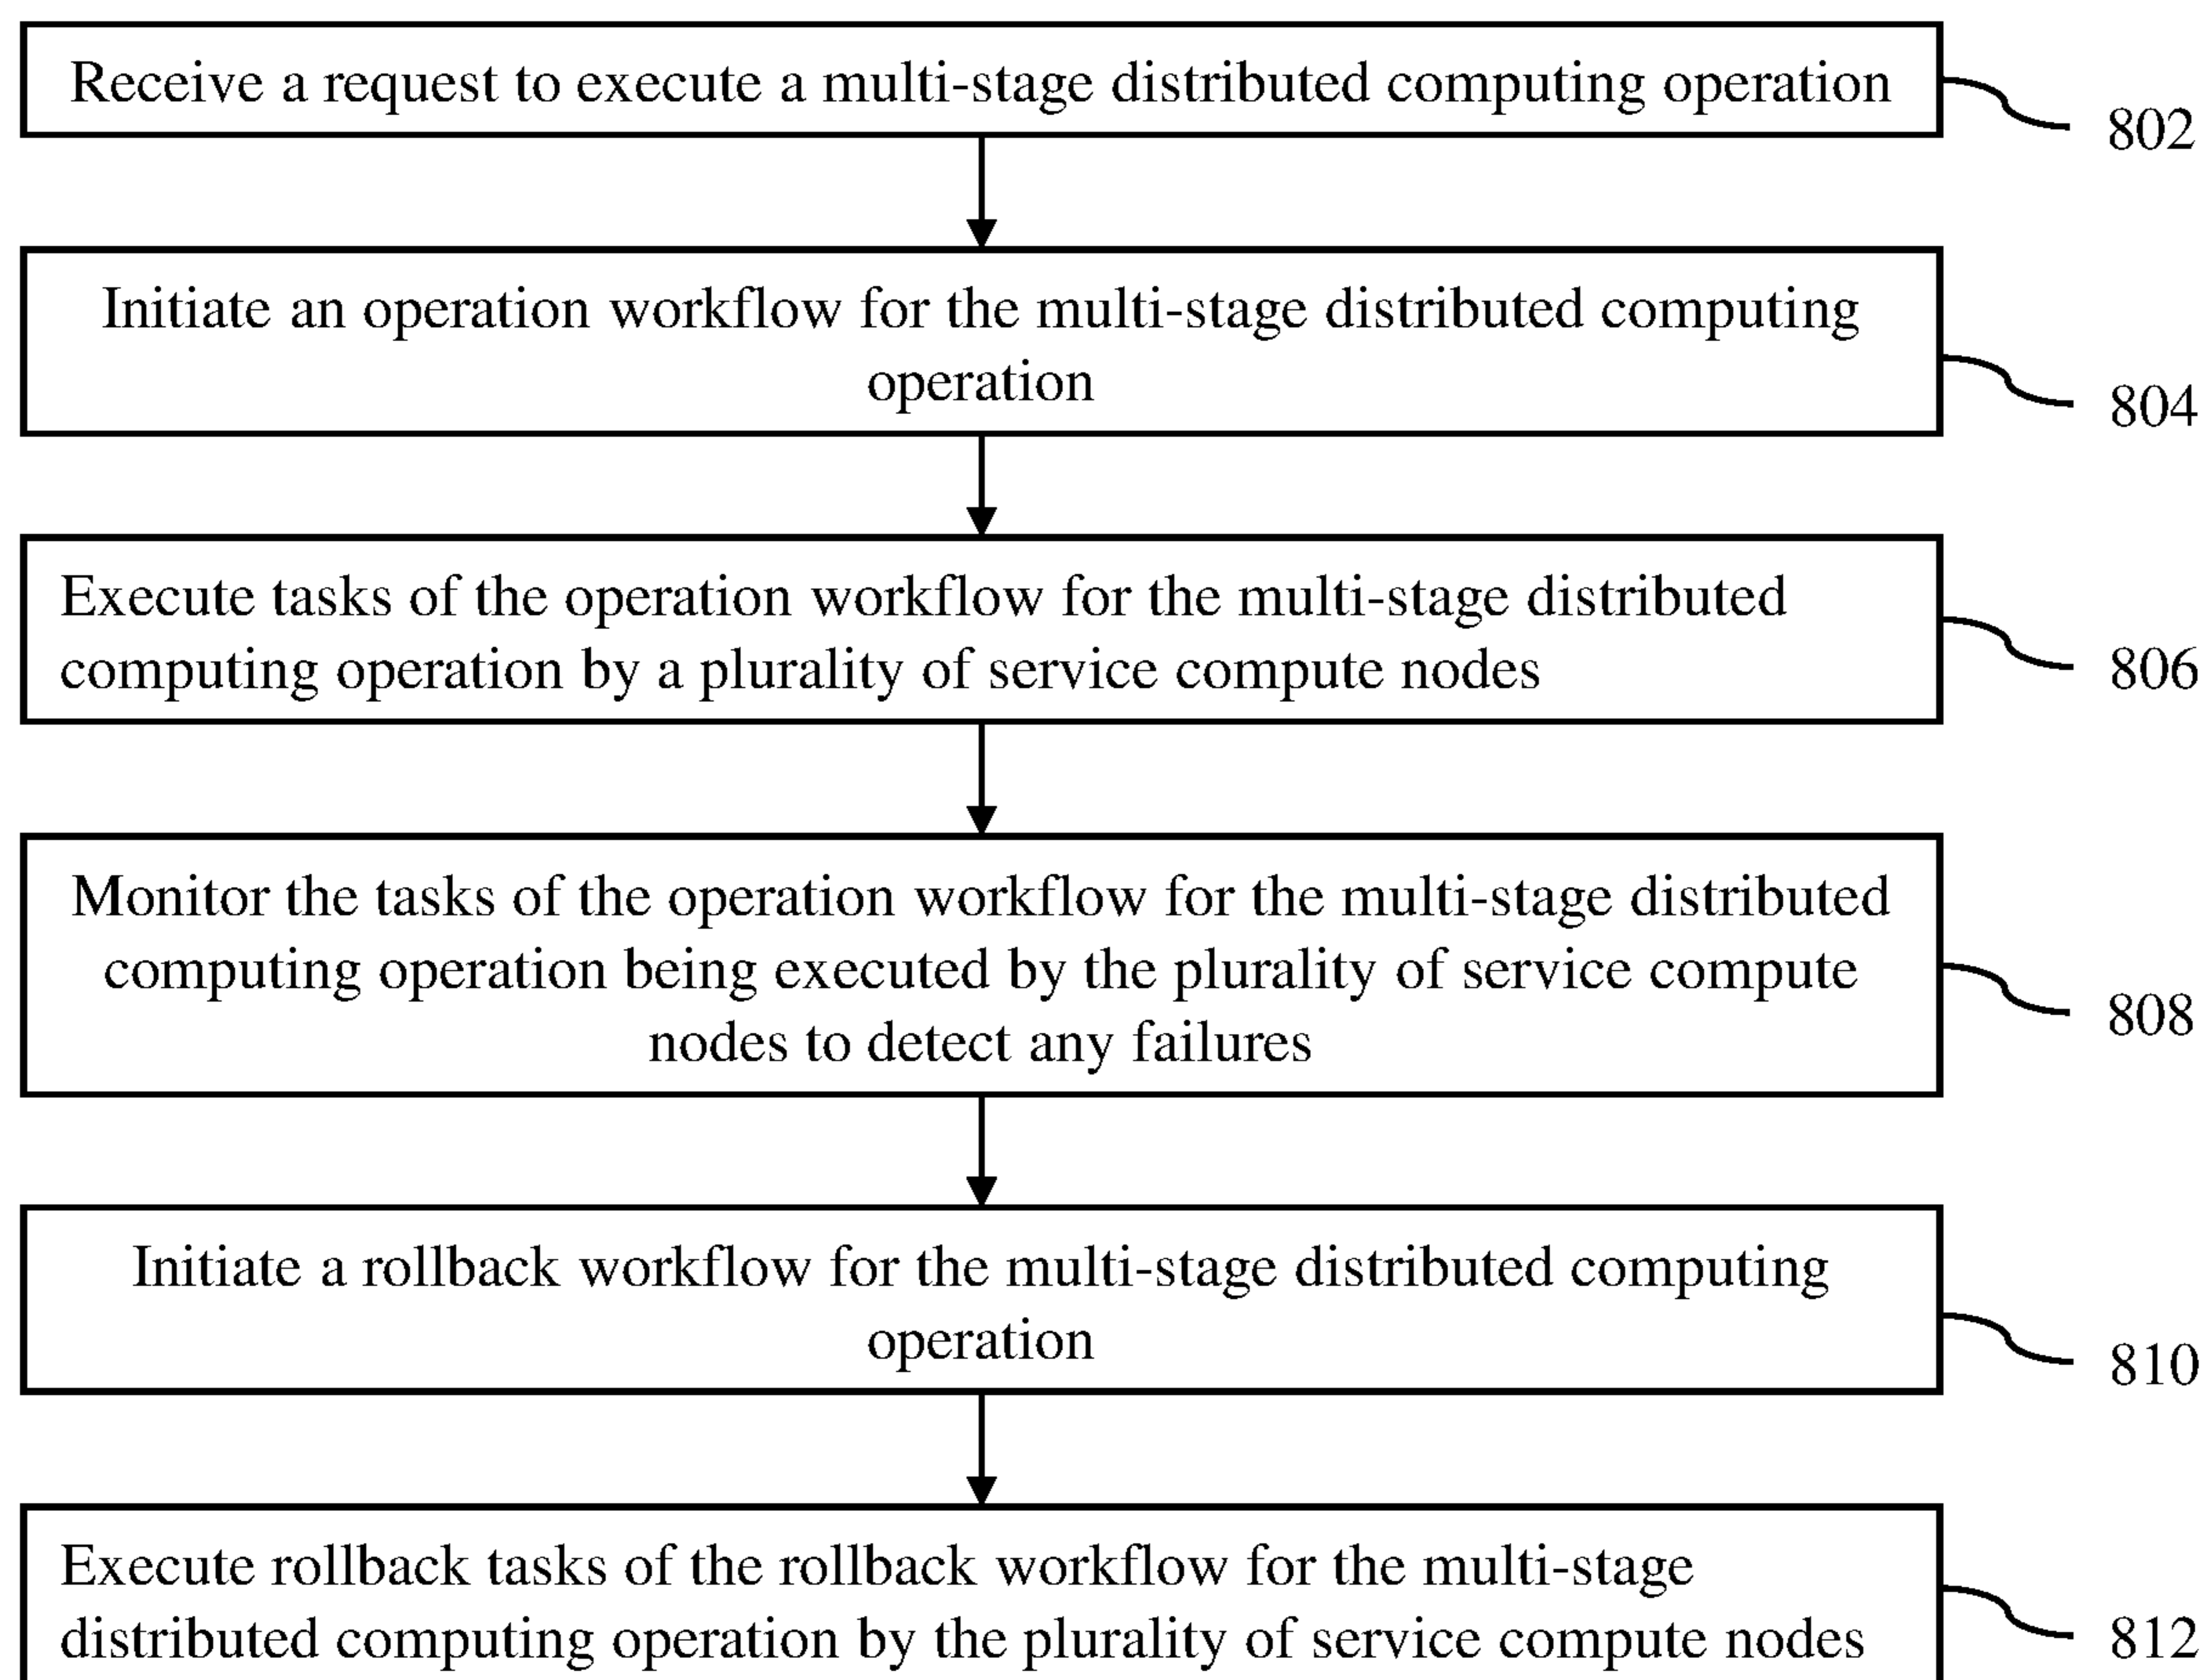 Receive a request to execute a multi-stage distributed computing operation
802
Initiate an operation workflow for the multi-stage distributed computing
operation
804
Execute tasks of the operation workflow for the multi-stage distributed
computing operation by a plurality of service compute nodes
806
Monitor the tasks of the operation workflow for the multi-stage distributed
computing operation being executed by the plurality of service compute
nodes to detect any failures
808
Initiate a rollback workflow for the multi-stage distributed computing
operation
810
Execute rollback tasks of the rollback workflow for the multi-stage
distributed computing operation by the plurality of service compute nodes
812